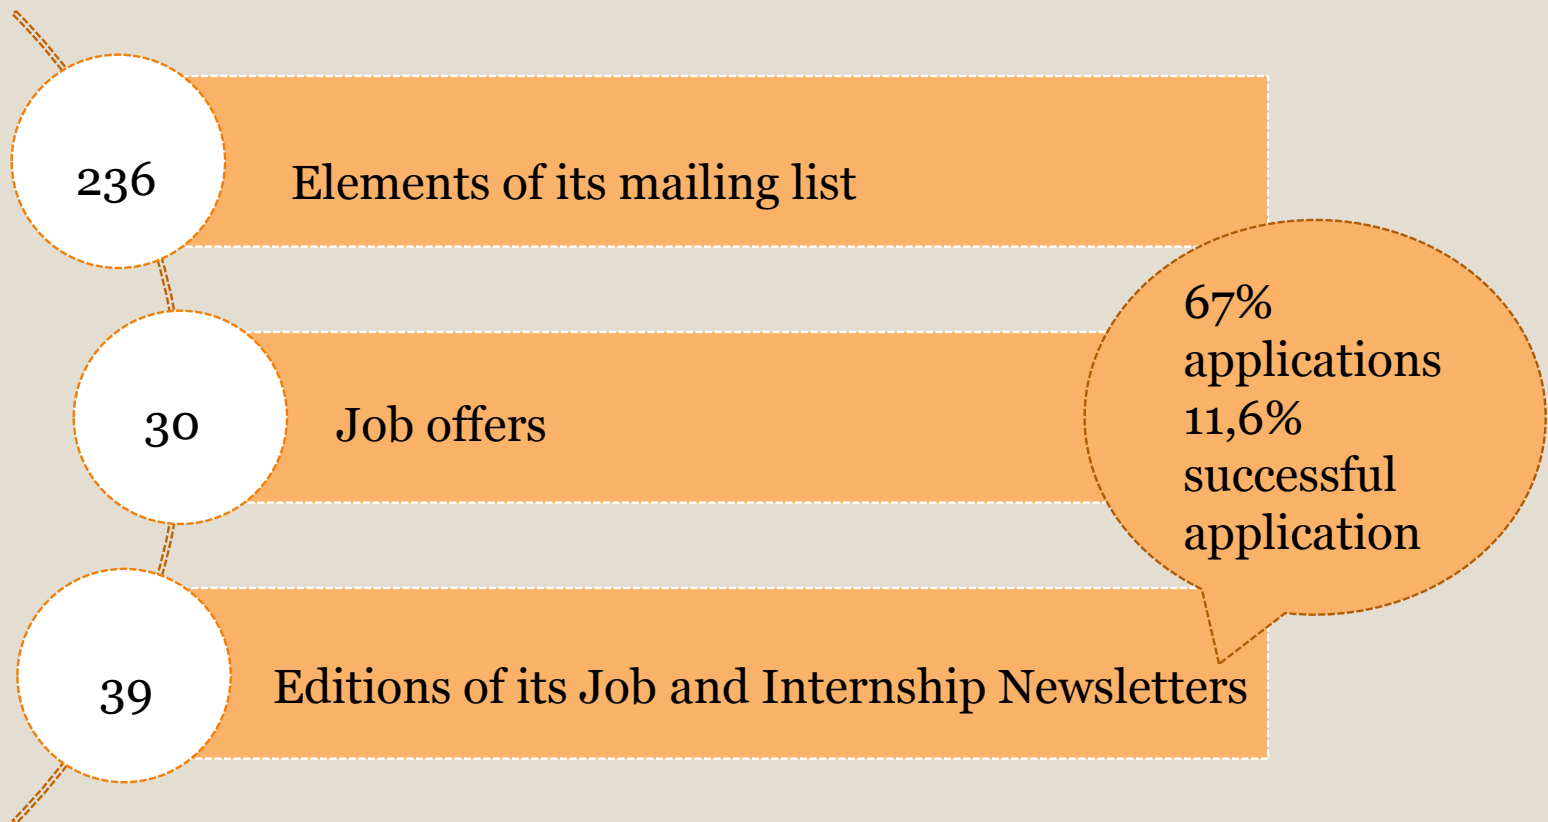 236
Elements of its mailing list
67%
applications
11,6%
successful
application
30
Job offers
39
Editions of its Job and Internship Newsletters